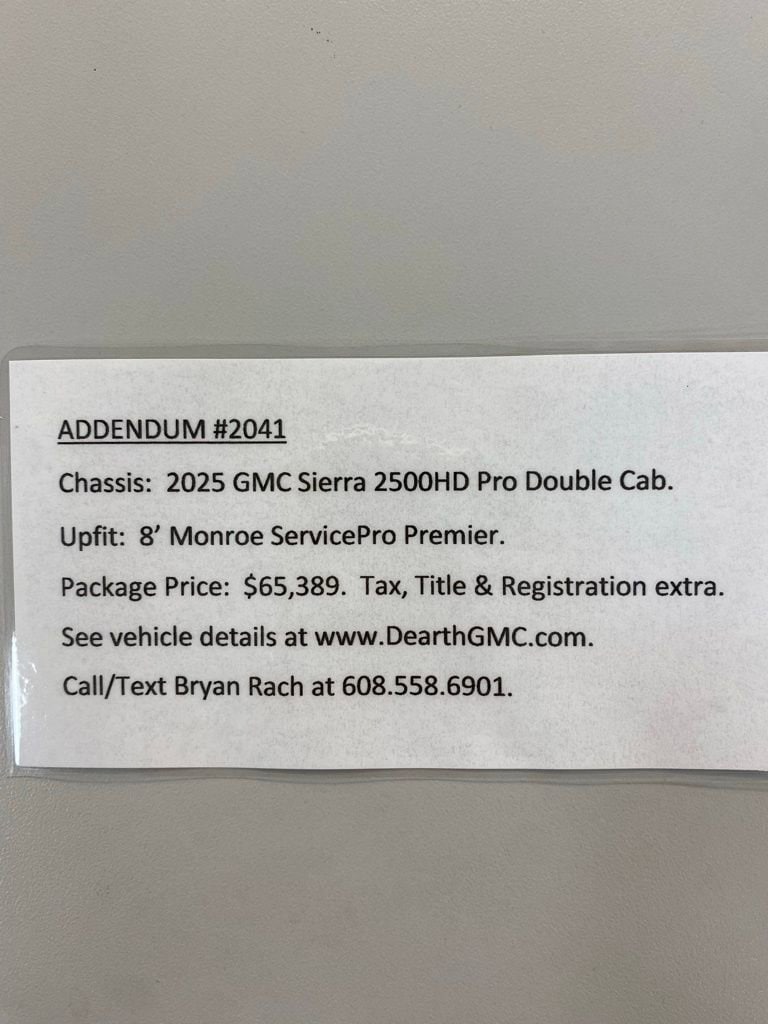 ADDENDUM #2041
Chassis: 2025 GMC Sierra 2500HD Pro Double Cab.
Upfit: 8’ Monroe ServicePro Premier.
Package Price: $65,389. Tax, Title & Registration extra.
See vehicle details at www.DearthGMC.com.
Call/Text Bryan Rach at 608.558.6901.